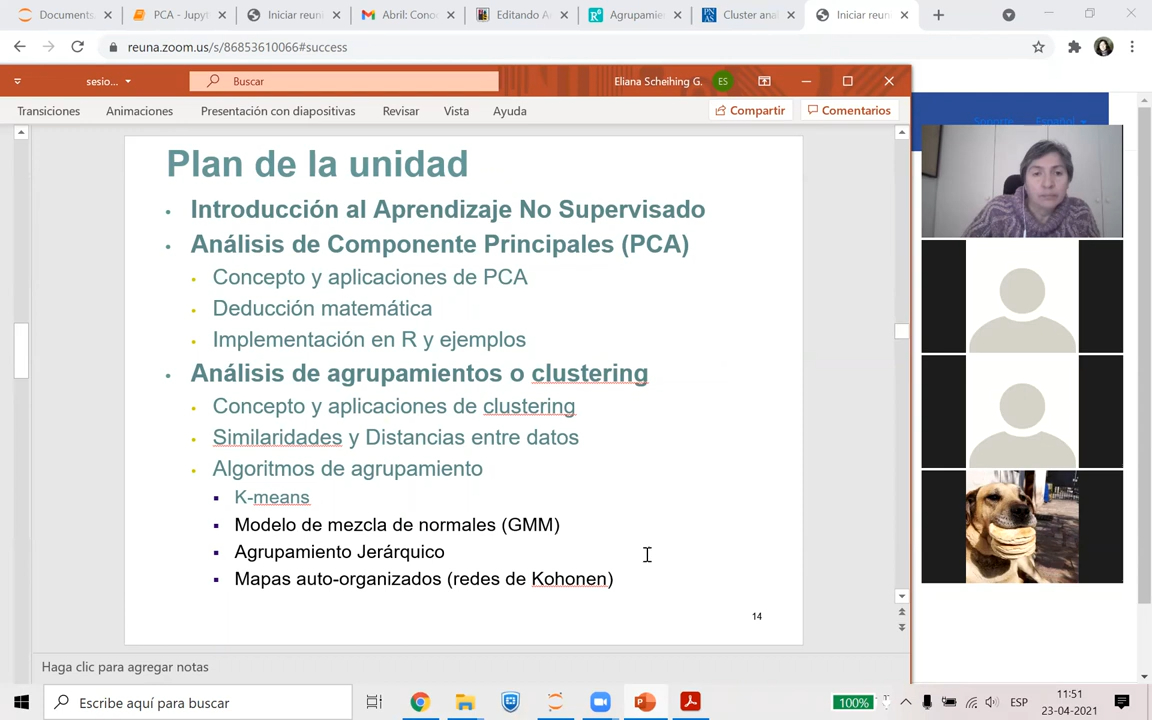 Documents.
PCA - Jupyt
Iniciar reuni
Abril: Cono
Editando A
Agrupamie
Cluster anal
Iniciar reun
reuna.zoom.us/s/86853610066#success
sesio...
Buscar
Eliana Scheihing G.
ES
Transiciones
Animaciones
Presentación con diapositivas
Revisar
Vista
Ayuda
Compartir
Comentarios
Soporte
Español
Plan de la unidad
• Introducción al Aprendizaje No Supervisado
• Análisis de Componente Principales (PCA)
• Concepto y aplicaciones de PCA
• Deducción matemática
• Implementación en R y ejemplos
• Análisis de agrupamientos o clustering
• Concepto y aplicaciones de clustering
• Similaridades y Distancias entre datos
• Algoritmos de agrupamiento
▪ K-means
▪ Modelo de mezcla de normales (GMM)
▪ Agrupamiento Jerárquico
▪ Mapas auto-organizados (redes de Kohonen)
14
Haga clic para agregar notas
Escribe aquí para buscar
100%
ESP
11:51
23-04-2021